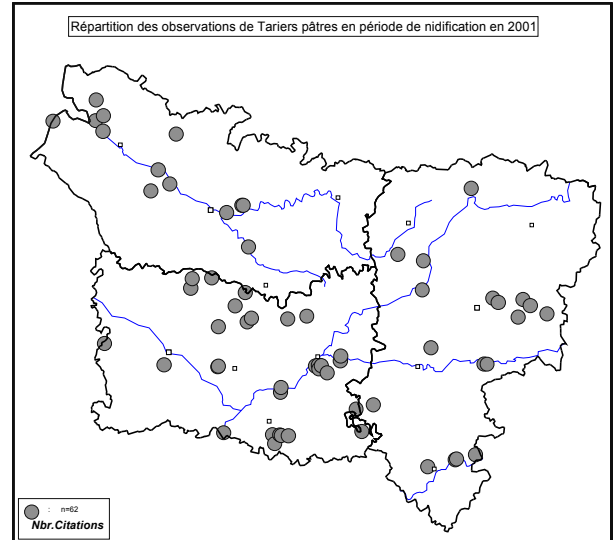 Répartition des observations de Tariers pâtres en période de nidification en 2001
: n=62
Nbr.Citations